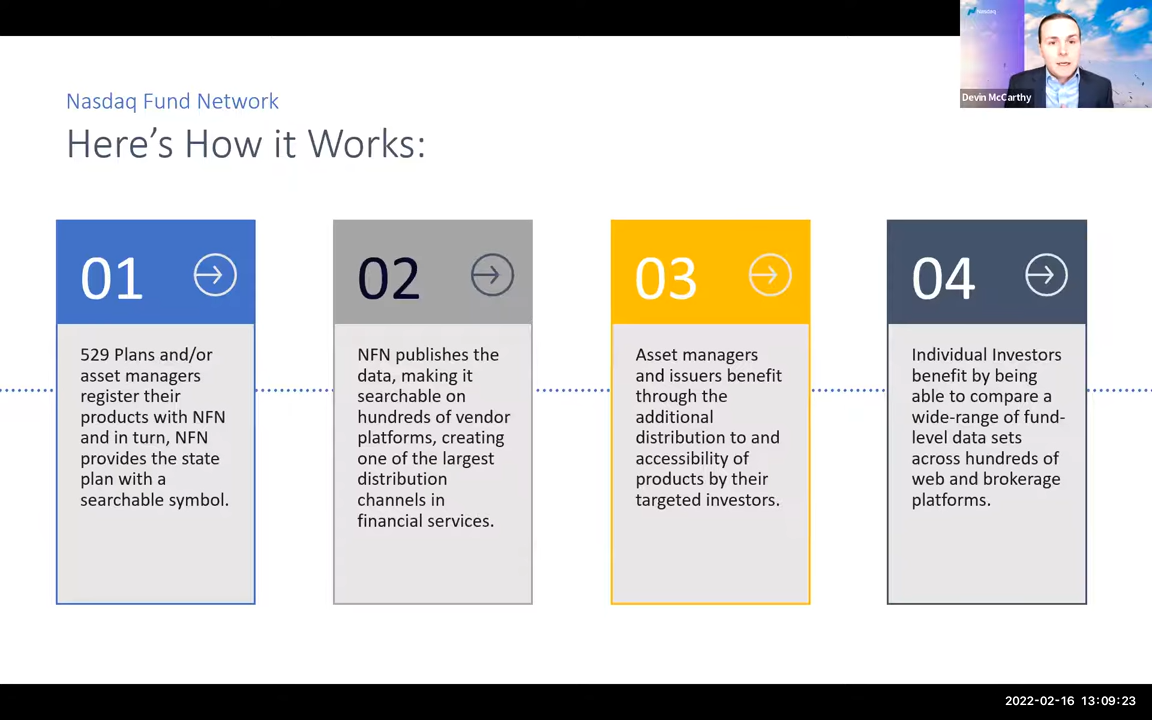 Nasdaq
Devin McCarthy
Nasdaq Fund Network
Here’s How it Works:
01
529 Plans and/or
asset managers
register their
products with NFN
and in turn, NFN
provides the state
plan with a
searchable symbol.
02
NFN publishes the
data, making it
searchable on
hundreds of vendor
platforms, creating
one of the largest
distribution
channels in
financial services.
03
Asset managers
and issuers benefit
through the
additional
distribution to and
accessibility of
products by their
targeted investors.
04
Individual Investors
benefit by being
able to compare a
wide-range of fund-
level data sets
across hundreds of
web and brokerage
platforms.
2022-02-16 13:09:23